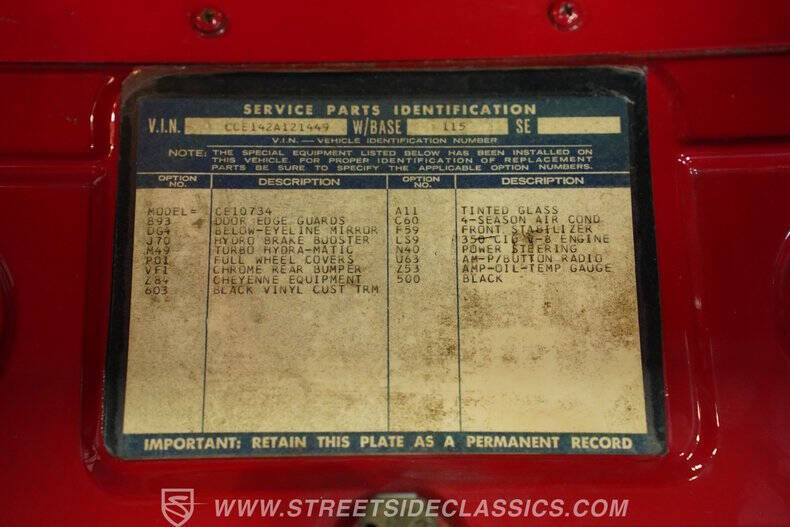 SERVICE PARTS IDENTIFICATION
V.I.N. CCE142A121449 W/BASE 115 SE
V.I.N. — VEHICLE IDENTIFICATION NUMBER
NOTE: THE SPECIAL EQUIPMENT LISTED BELOW HAS BEEN INSTALLED ON
THIS VEHICLE. FOR PROPER IDENTIFICATION OF REPLACEMENT
PARTS BE SURE TO SPECIFY THE APPLICABLE OPTION NUMBERS.
OPTION NO. DESCRIPTION OPTION NO. DESCRIPTION
MODEL= CE10734 A11 TINTED GLASS
B93 DOOR EDGE GUARDS C60 4-SEASON AIR COND
DG4 BELOW-EYELINE MIRROR F59 FRONT STABILIZER
J70 HYDRO BRAKE BOOSTER LS9 350 CID V-8 ENGINE
M49 TURBO HYDRA-MATIC N40 POWER STEERING
P01 FULL WHEEL COVERS U63 AM-P/BUTTON RADIO
VF1 CHROME REAR BUMPER Z53 AMP-OIL-TEMP GAUGE
Z84 CHEYENNE EQUIPMENT 500 BLACK
603 BLACK VINYL CUST TRM
IMPORTANT: RETAIN THIS PLATE AS A PERMANENT RECORD
WWW.STREETSIDECLASSICS.COM